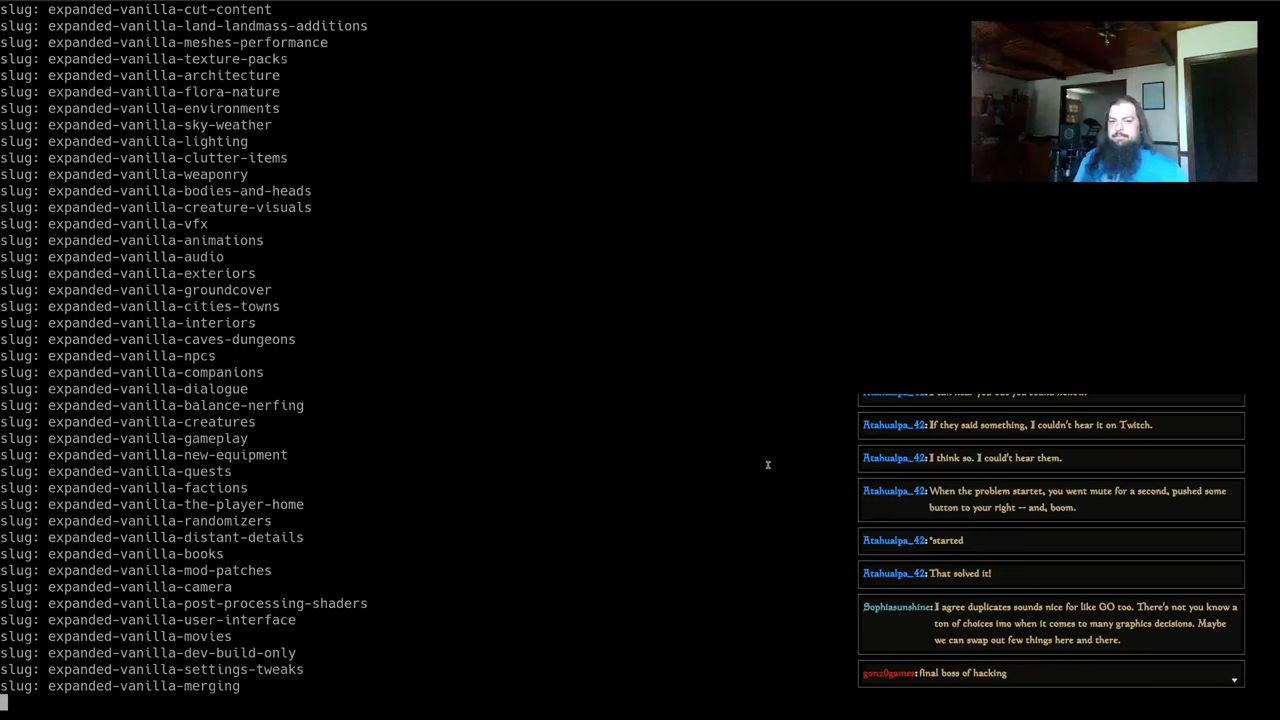 slug: expanded-vanilla-cut-content
slug: expanded-vanilla-land-landmass-additions
slug: expanded-vanilla-meshes-performance
slug: expanded-vanilla-texture-packs
slug: expanded-vanilla-architecture
slug: expanded-vanilla-flora-nature
slug: expanded-vanilla-environments
slug: expanded-vanilla-sky-weather
slug: expanded-vanilla-lighting
slug: expanded-vanilla-clutter-items
slug: expanded-vanilla-weaponry
slug: expanded-vanilla-bodies-and-heads
slug: expanded-vanilla-creature-visuals
slug: expanded-vanilla-vfx
slug: expanded-vanilla-animations
slug: expanded-vanilla-audio
slug: expanded-vanilla-exteriors
slug: expanded-vanilla-groundcover
slug: expanded-vanilla-cities-towns
slug: expanded-vanilla-interiors
slug: expanded-vanilla-caves-dungeons
slug: expanded-vanilla-npcs
slug: expanded-vanilla-companions
slug: expanded-vanilla-dialogue
slug: expanded-vanilla-balance-nerfing
slug: expanded-vanilla-creatures
slug: expanded-vanilla-gameplay
slug: expanded-vanilla-new-equipment
slug: expanded-vanilla-quests
slug: expanded-vanilla-factions
slug: expanded-vanilla-the-player-home
slug: expanded-vanilla-randomizers
slug: expanded-vanilla-distant-details
slug: expanded-vanilla-books
slug: expanded-vanilla-mod-patches
slug: expanded-vanilla-camera
slug: expanded-vanilla-post-processing-shaders
slug: expanded-vanilla-user-interface
slug: expanded-vanilla-movies
slug: expanded-vanilla-dev-build-only
slug: expanded-vanilla-settings-tweaks
slug: expanded-vanilla-merging
Atahualpa_42: If they said something, I couldn't hear it on Twitch.
Atahualpa_42: I think so. I could't hear them.
Atahualpa_42: When the problem startet, you went mute for a second, pushed some
button to your right -- and, boom.
Atahualpa_42: *started
Atahualpa_42: That solved it!
Sophiasunshine: I agree duplicates sounds nice for like GO too. There's not you know a
ton of choices imo when it comes to many graphics decisions. Maybe
we can swap out few things here and there.
gonz0games: final boss of hacking